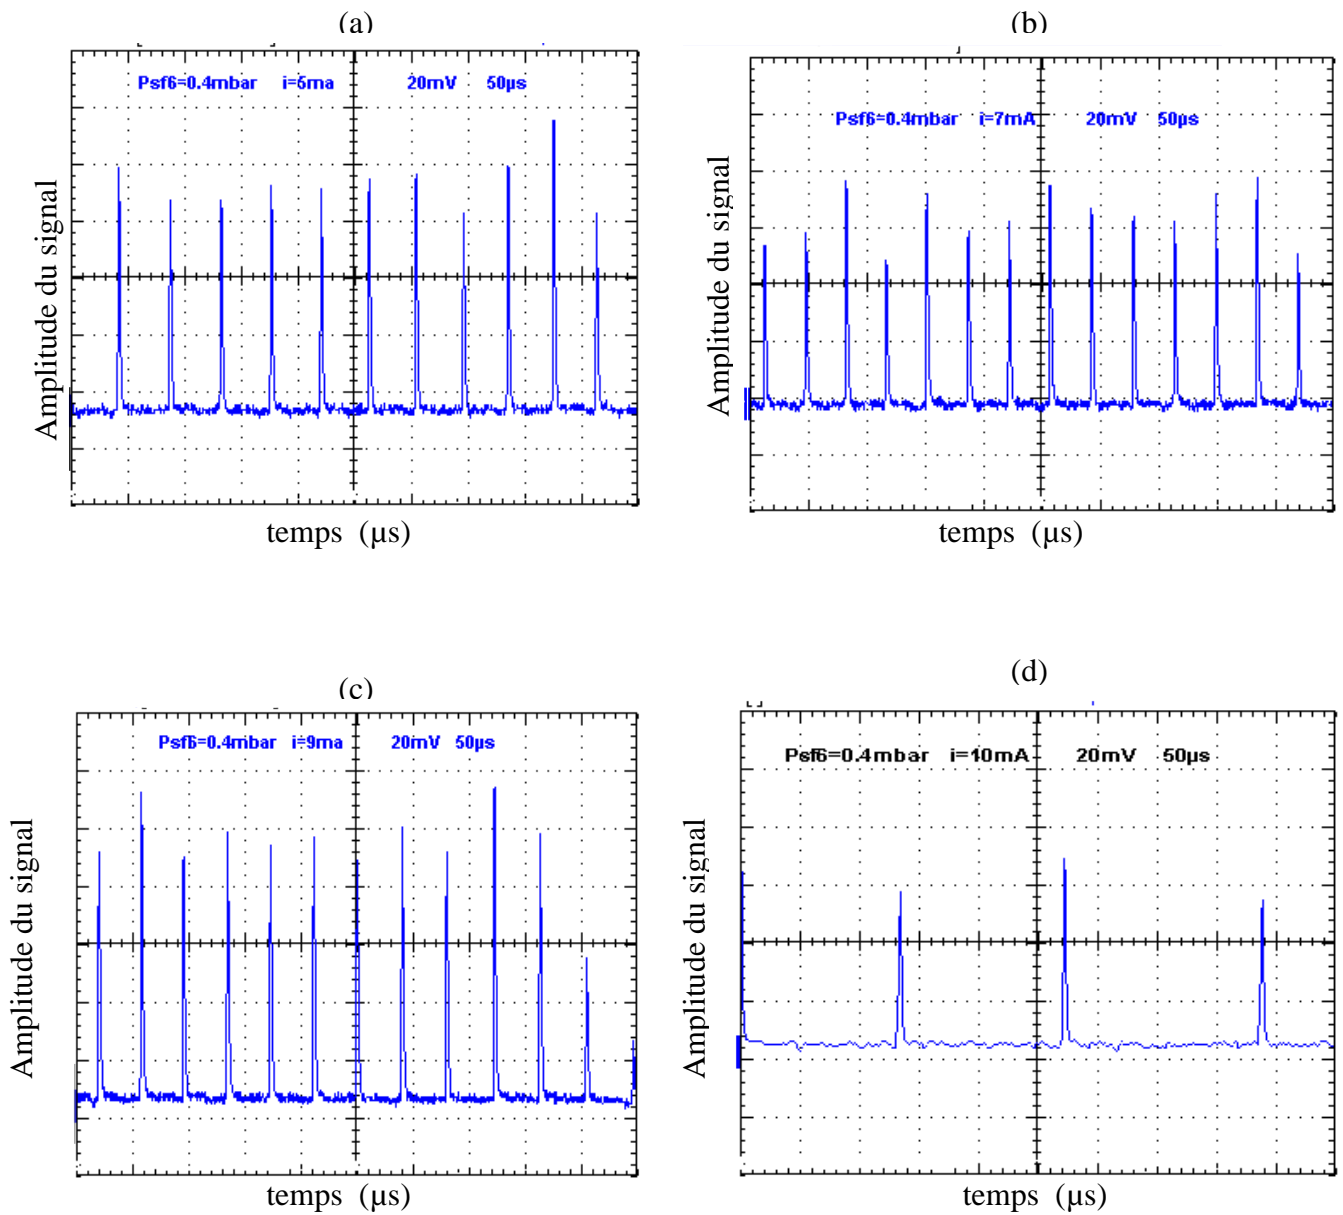 (a)
Psf6=0.4mbar i=5ma 20mV 50µs
Amplitude du signal
temps (µs)
(b)
Psf6=0.4mbar i=7mA 20mV 50µs
Amplitude du signal
temps (µs)
(c)
Psf6=0.4mbar i=9ma 20mV 50µs
Amplitude du signal
temps (µs)
(d)
Psf6=0.4mbar i=10mA 20mV 50µs
Amplitude du signal
temps (µs)